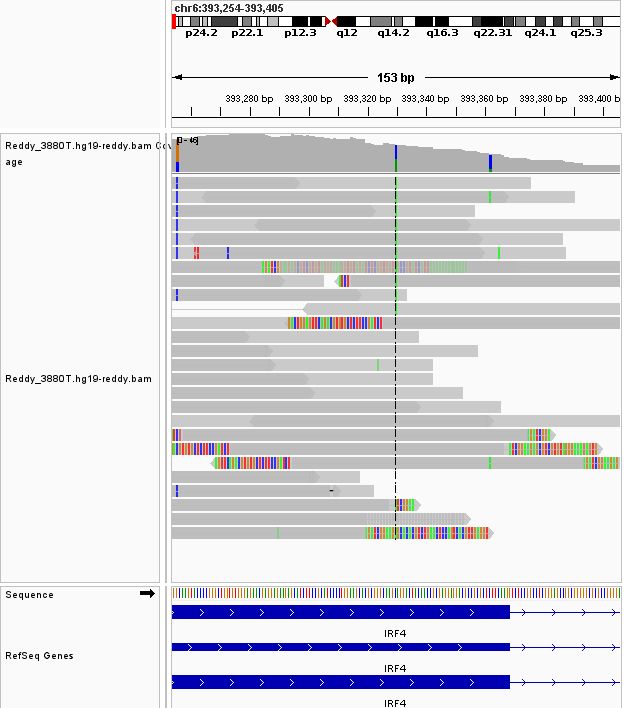 chr6:393,254-393,405
p24.2 p22.1 p12.3 q12 q14.2 q16.3 q22.31 q24.1 q25.3
153 bp
393,280 bp 393,300 bp 393,320 bp 393,340 bp 393,360 bp 393,380 bp 393,400 b
Reddy_3880T.hg19-reddy.bam Cov
age
Reddy_3880T.hg19-reddy.bam
Sequence
IRF4
RefSeq Genes
IRF4
IRF4